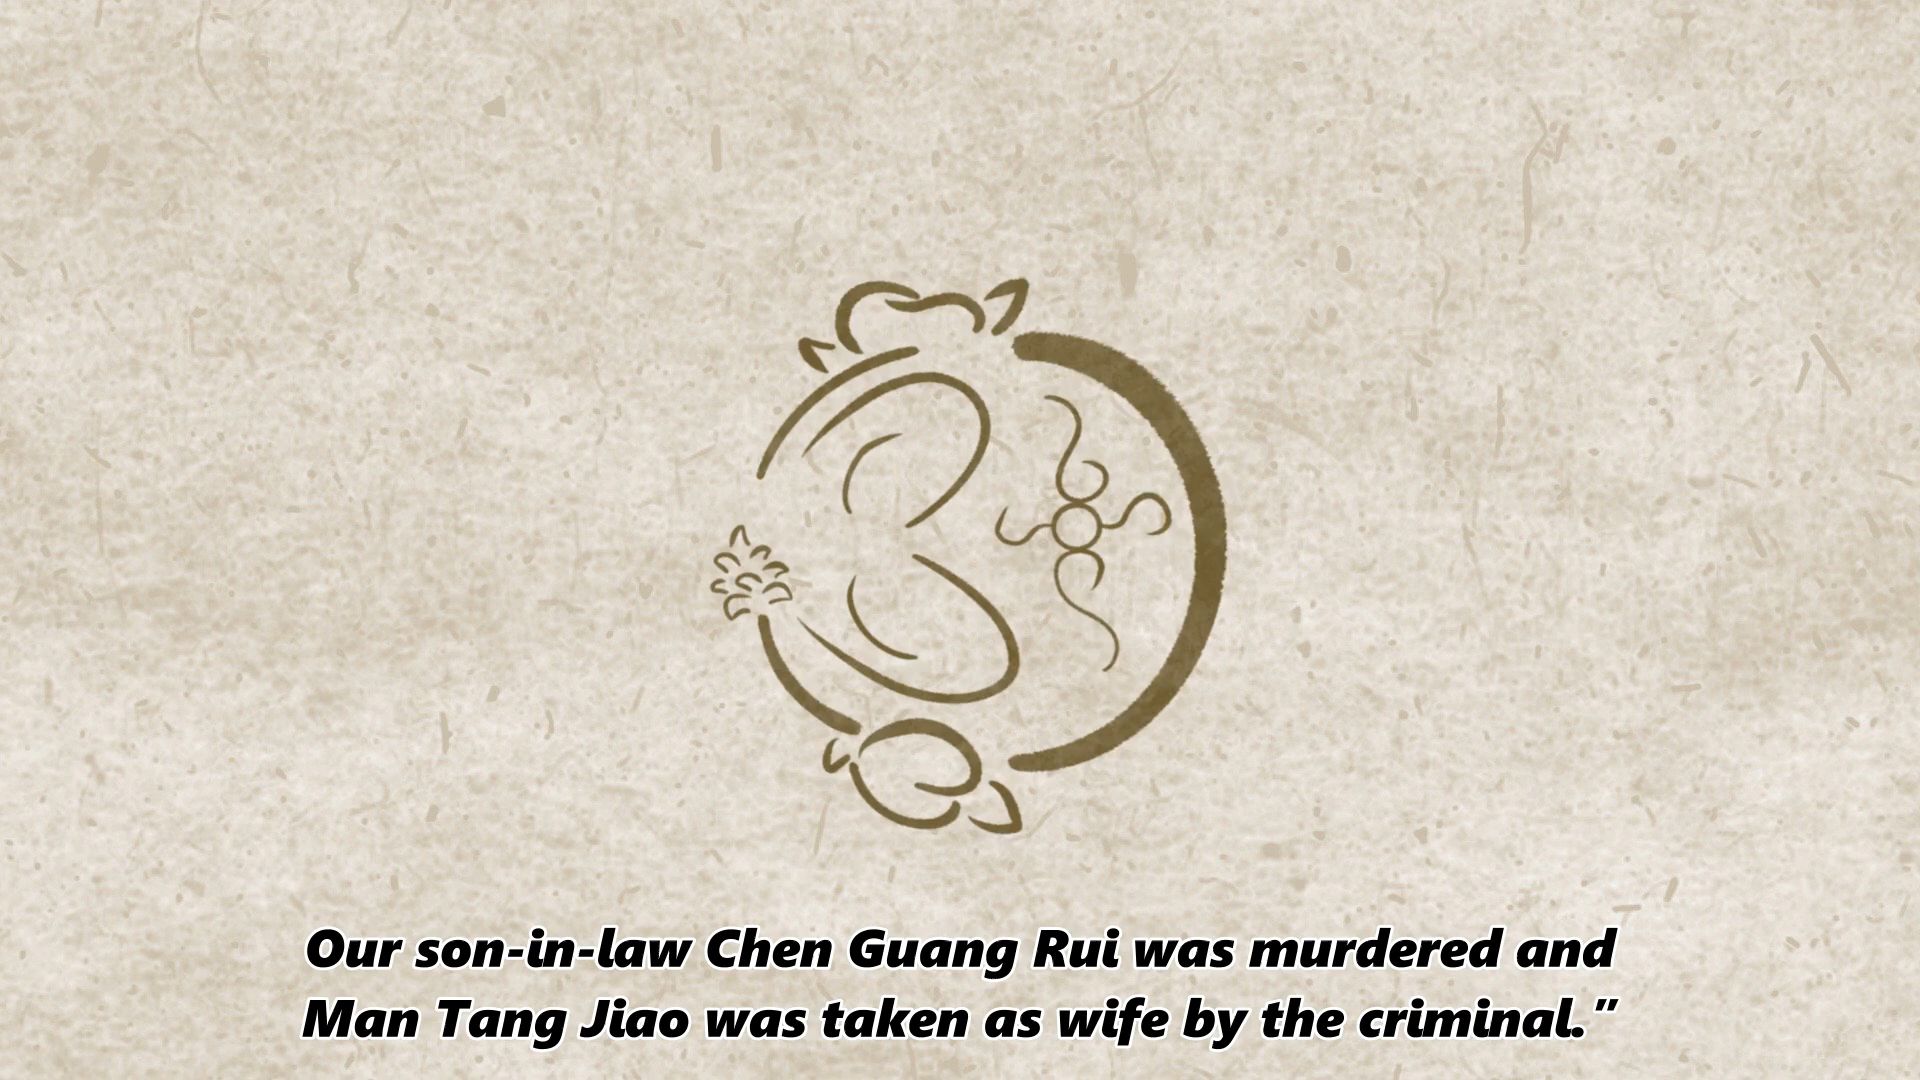 Our son-in-law Chen Guang Rui was murdered and
Man Tang Jiao was taken as wife by the criminal.”